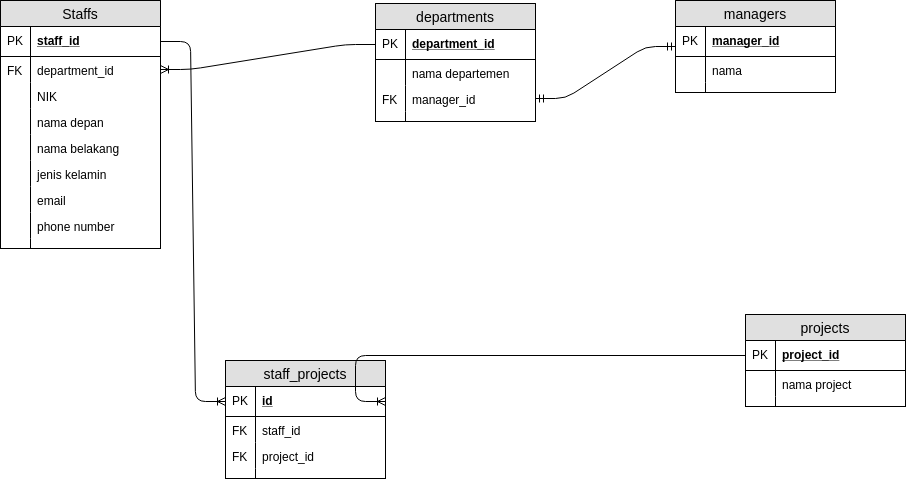 Staffs
PK staff_id
FK department_id
NIK
nama depan
nama belakang
jenis kelamin
email
phone number
departments
PK department_id
nama departemen
FK manager_id
managers
PK manager_id
nama
staff_projects
PK id
FK staff_id
FK project_id
projects
PK project_id
nama project